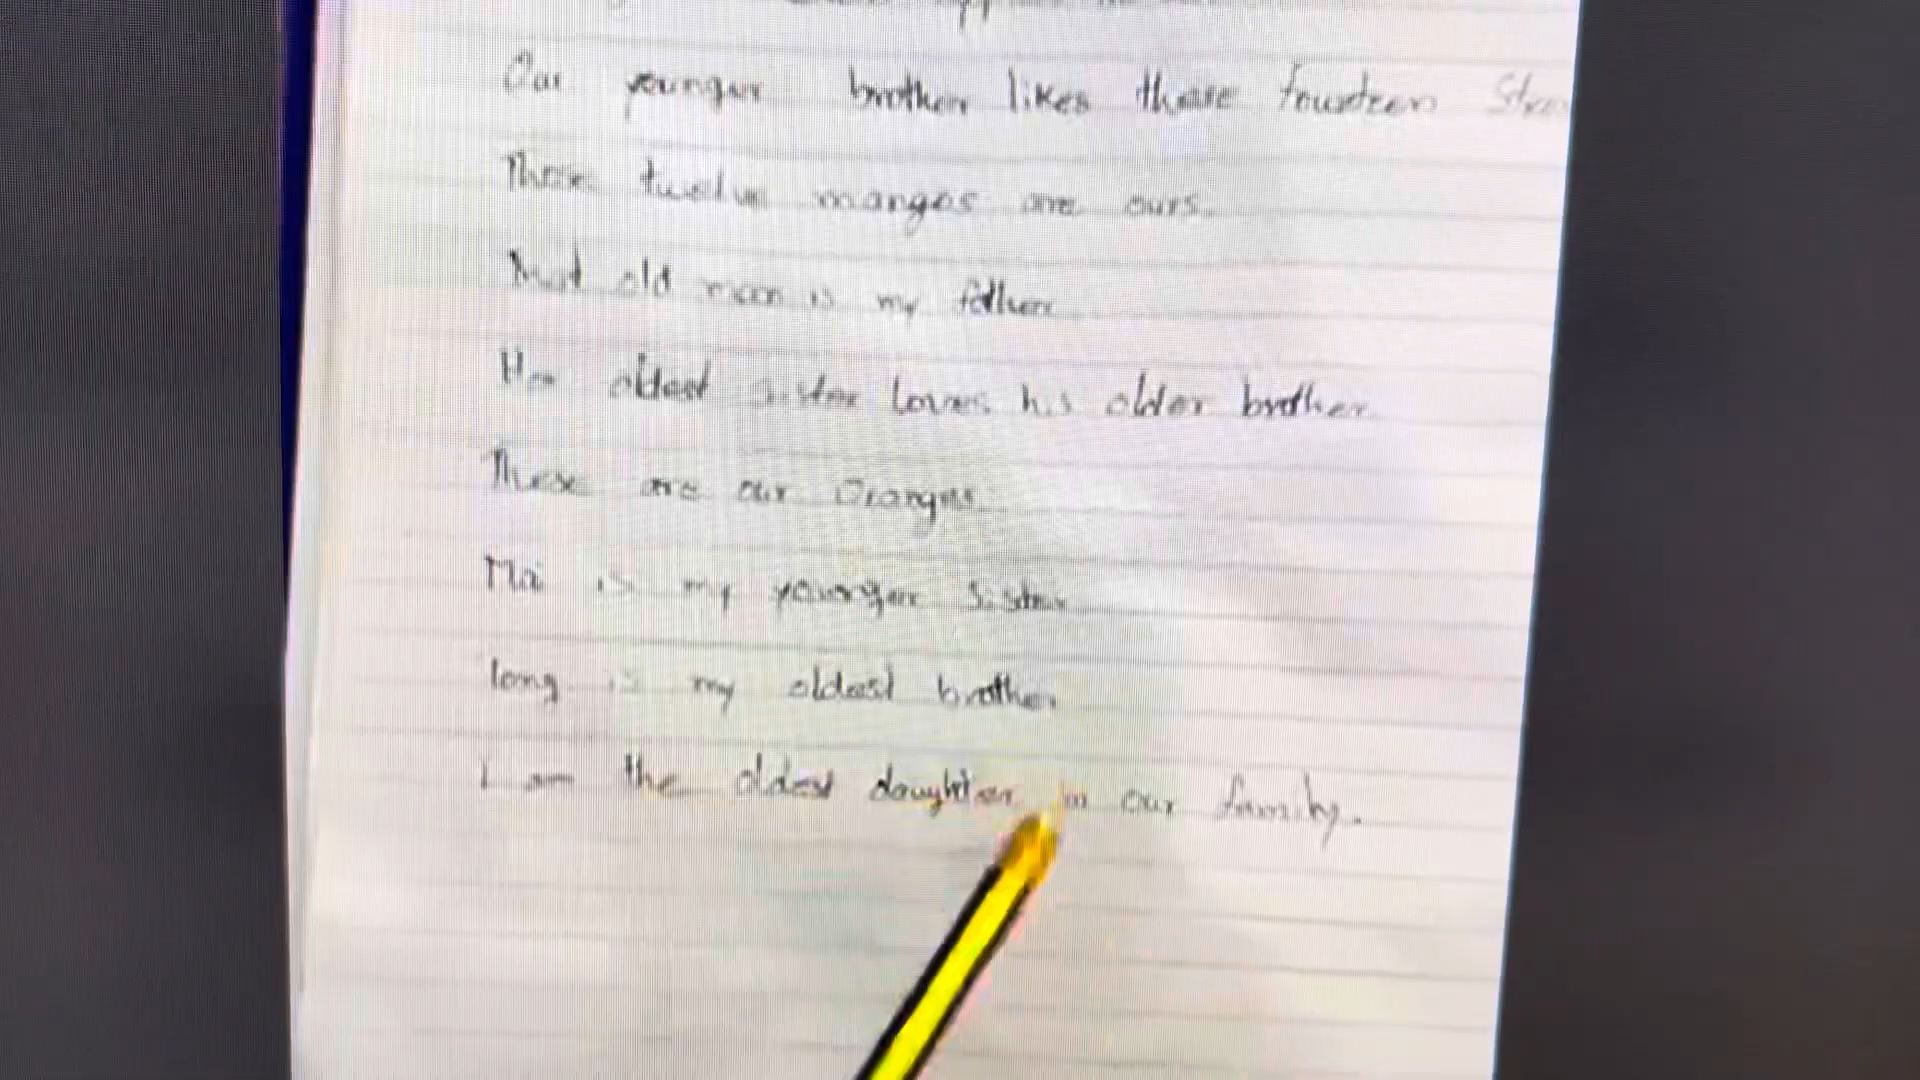 Our younger brother likes those fourteen
These twelve mangos are ours.
That old man is my father
Her oldest sister loves his older brother.
These are our oranges
Mai is my younger sister
long is my oldest brother
I am the oldest daughter in our family.